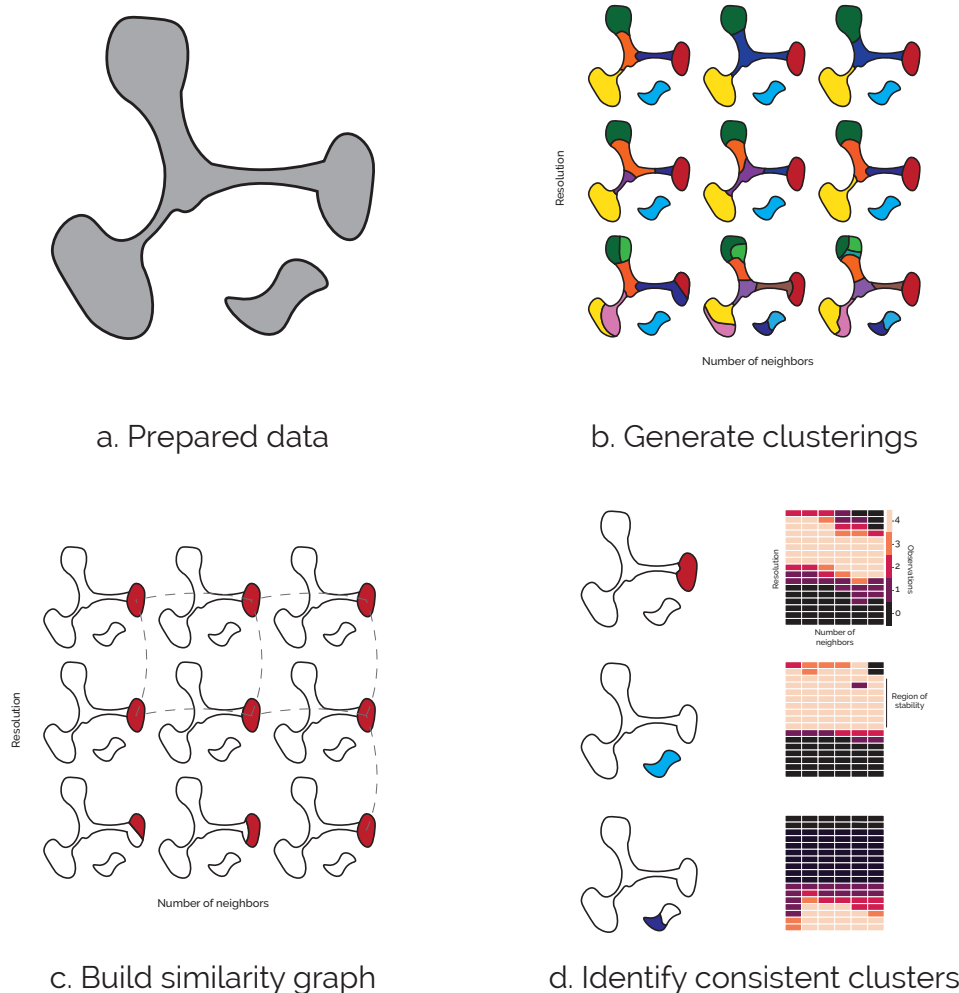 Resolution
Number of neighbors
a. Prepared data
b. Generate clusterings
Resolution
Number of neighbors
c. Build similarity graph
Resolution
4
3
2
1
0
Observations
Number of
neighbors
Region of
stability
d. Identify consistent clusters